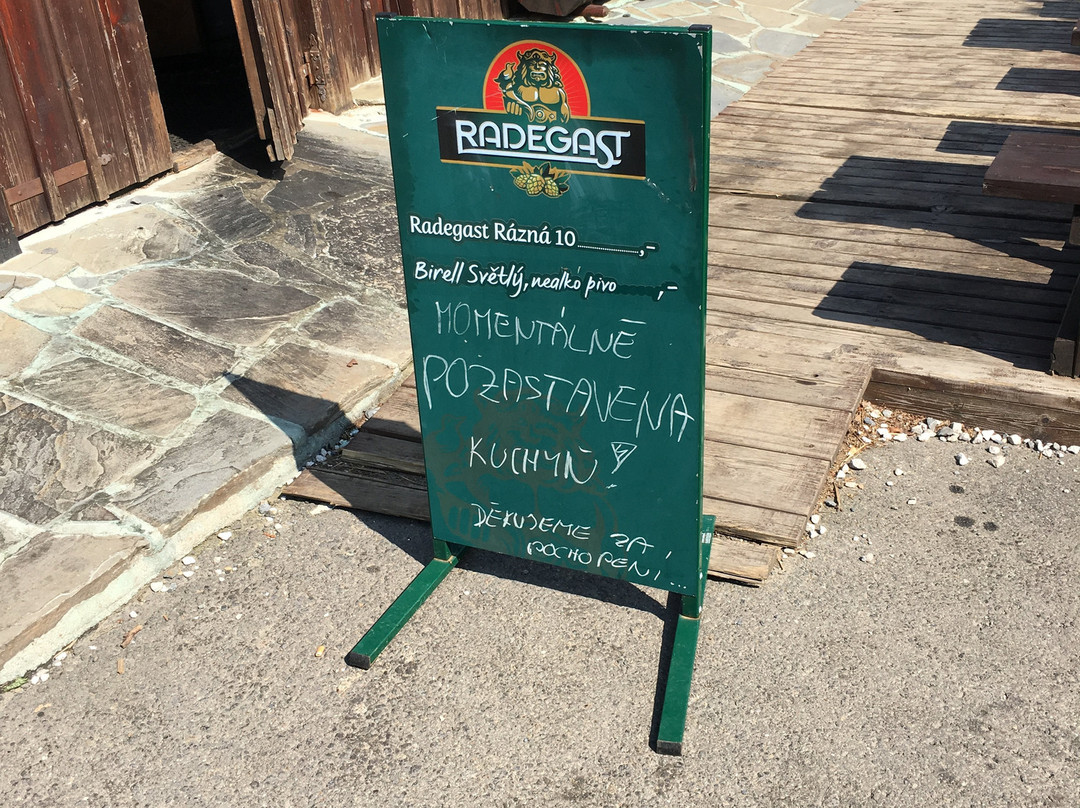 RADEGAST
Radegast Rázná 10 ..................,-
Birell Světlý, nealko pivo ..........,-
MOMENTÁLNĚ
POZASTAVENA
KUCHYŇ!
DĚKUJEME ZA
POCHOPENÍ...